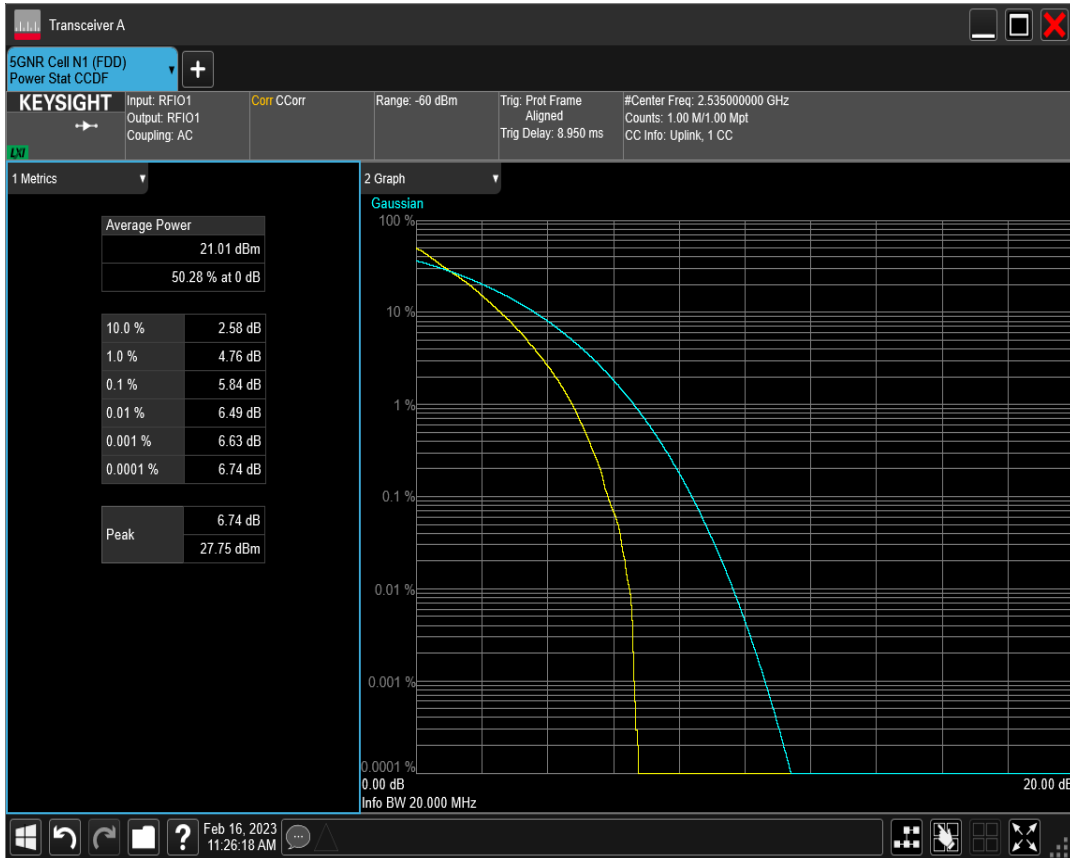 Transceiver A
5GNR Cell N1 (FDD)
Power Stat CCDF
+
KEYSIGHT
LXI
Input: RFIO1
Output: RFIO1
Coupling: AC
Corr CCorr
Range: -60 dBm
Trig: Prot Frame
Aligned
Trig Delay: 8.950 ms
#Center Freq: 2.535000000 GHz
Counts: 1.00 M/1.00 Mpt
CC Info: Uplink, 1 CC
1 Metrics
Average Power
21.01 dBm
50.28 % at 0 dB
10.0 % 2.58 dB
1.0 % 4.76 dB
0.1 % 5.84 dB
0.01 % 6.49 dB
0.001 % 6.63 dB
0.0001 % 6.74 dB
Peak 6.74 dB
27.75 dBm
2 Graph
Gaussian
100 %
10 %
1 %
0.1 %
0.01 %
0.001 %
0.0001 %
0.00 dB 20.00 dB
Info BW 20.000 MHz
?
Feb 16, 2023
11:26:18 AM